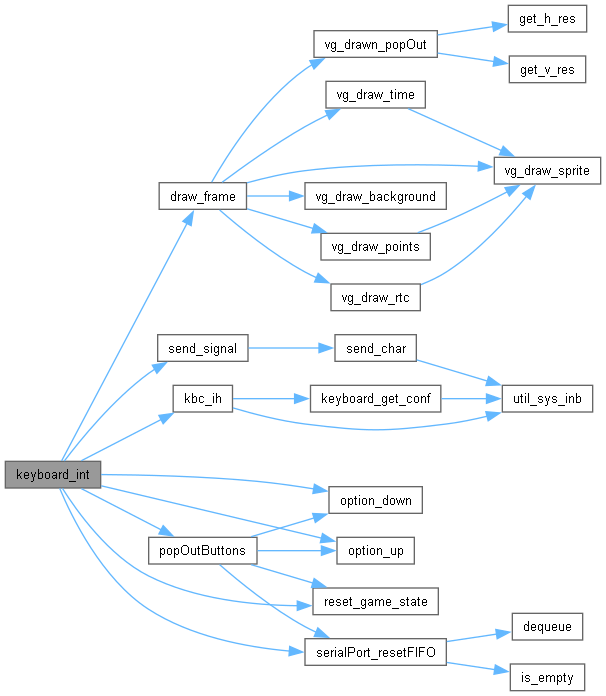 get_h_res
vg_drawn_popOut
get_v_res
vg_draw_time
vg_draw_sprite
draw_frame
vg_draw_background
vg_draw_points
vg_draw_rtc
send_signal
send_char
kbc_ih
keyboard_get_conf
util_sys_inb
keyboard_int
option_down
popOutButtons
option_up
reset_game_state
dequeue
serialPort_resetFIFO
is_empty